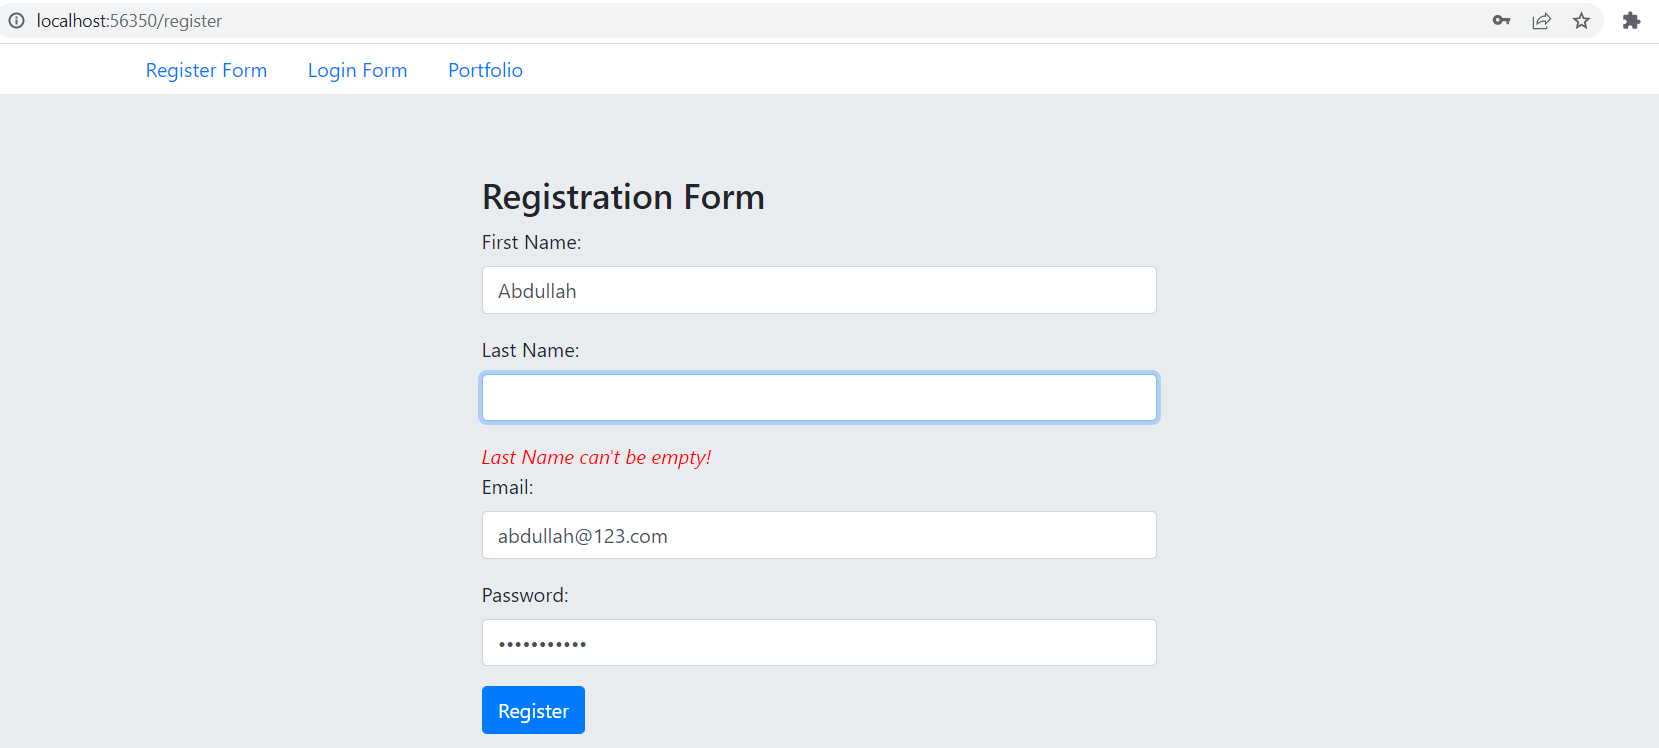 localhost:56350/register
Register Form Login Form Portfolio
Registration Form
First Name:
Abdullah
Last Name:
Last Name can't be empty!
Email:
abdullah@123.com
Password:
•••••••••••
Register